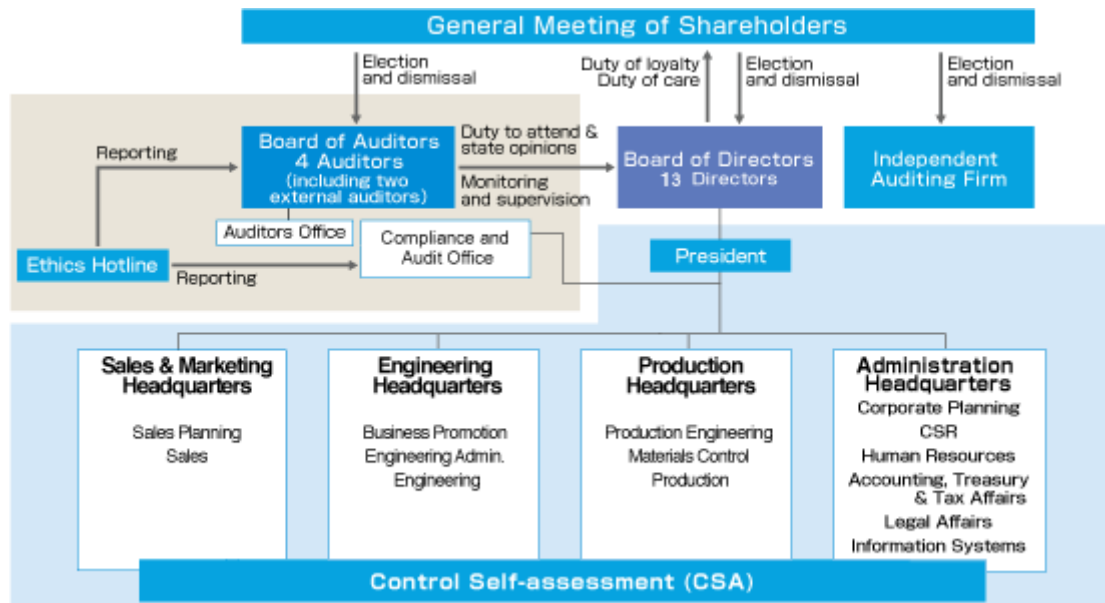 General Meeting of Shareholders
Election
and dismissal
Duty of loyalty
Duty of care
Election
and dismissal
Election
and dismissal
Reporting
Board of Auditors
4 Auditors
(including two
external auditors)
Duty to attend &
state opinions
Monitoring
and supervision
Board of Directors
13 Directors
Independent
Auditing Firm
Auditors Office
Compliance and
Audit Office
Ethics Hotline
Reporting
President
Sales & Marketing
Headquarters
Sales Planning
Sales
Engineering
Headquarters
Business Promotion
Engineering Admin.
Engineering
Production
Headquarters
Production Engineering
Materials Control
Production
Administration
Headquarters
Corporate Planning
CSR
Human Resources
Accounting, Treasury
& Tax Affairs
Legal Affairs
Information Systems
Control Self-assessment (CSA)